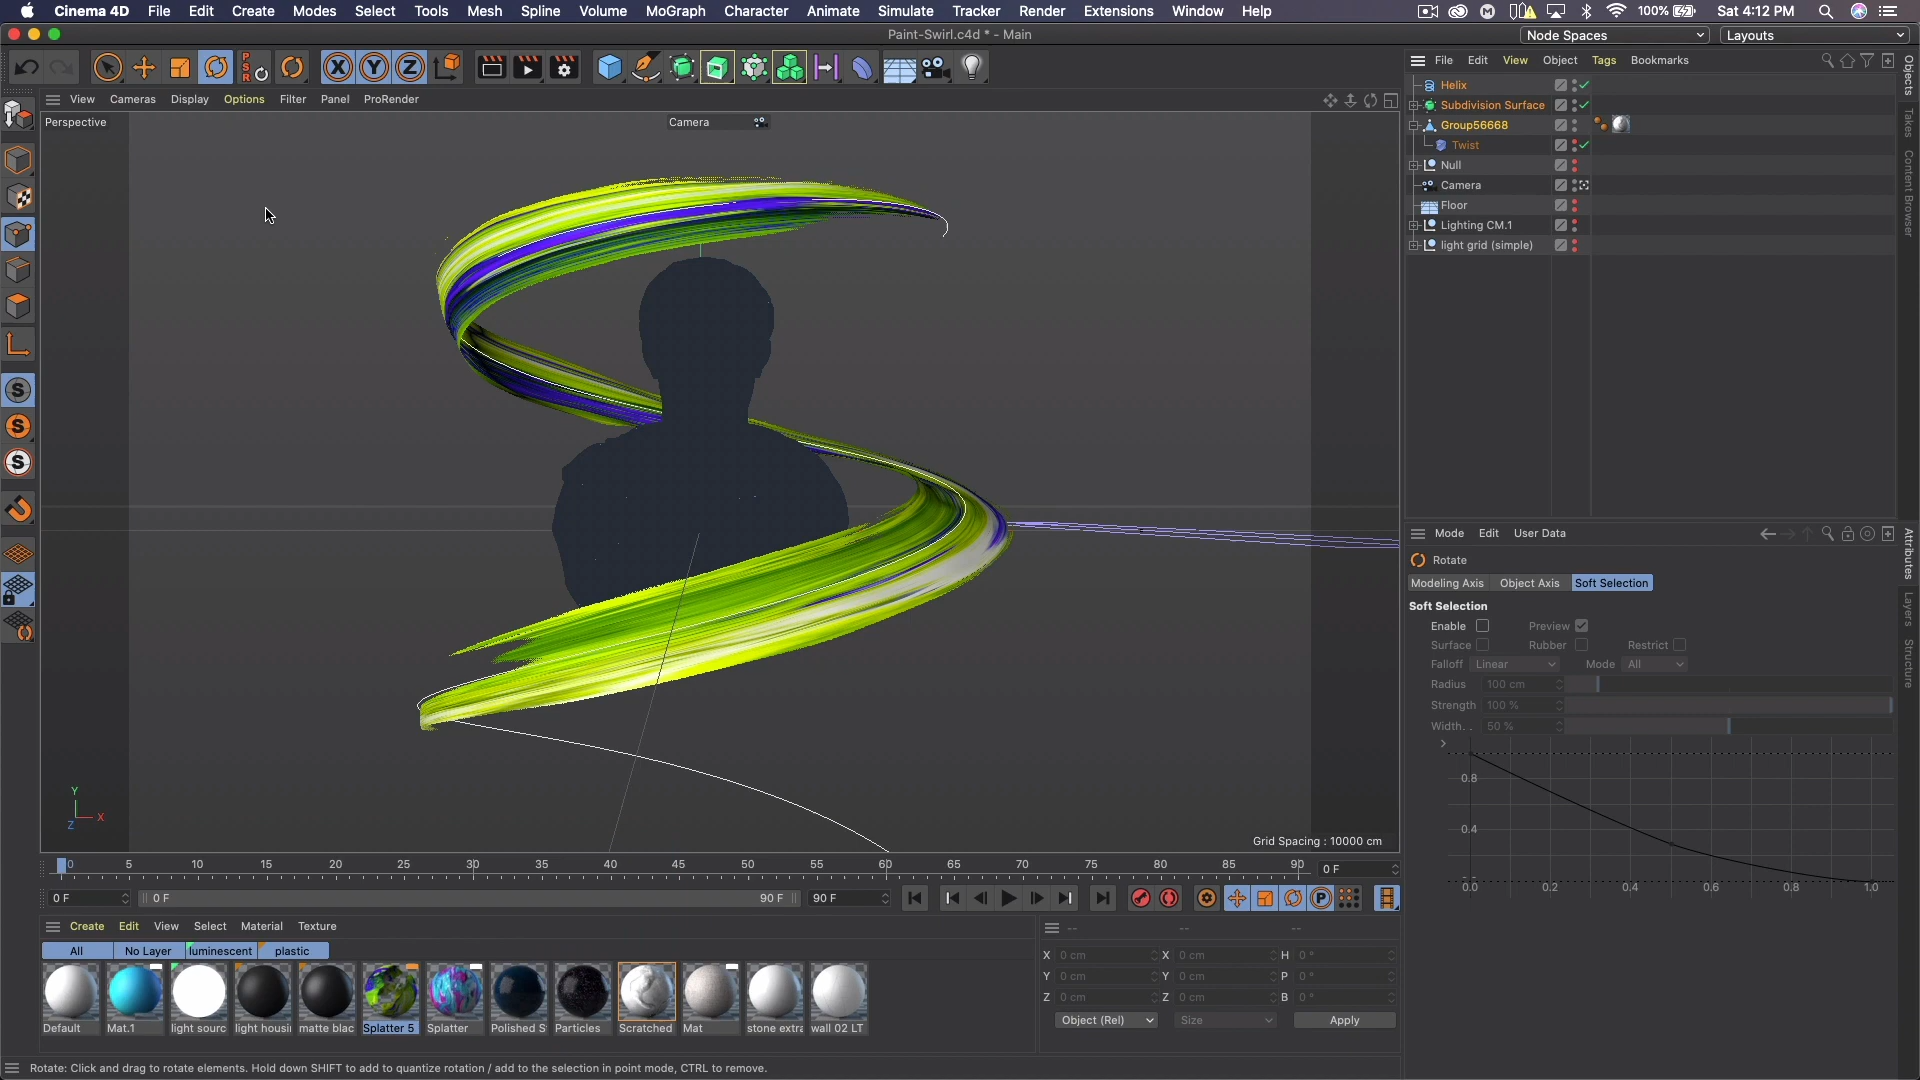 Cinema 4D File Edit Create Modes Select Tools Mesh Spline Volume MoGraph Character Animate Simulate Tracker Render Extensions Window Help 100% Sat 4:12 PM
Paint-Swirl.c4d * - Main
Node Spaces Layouts
PSR X Y Z
File Edit View Object Tags Bookmarks
View Cameras Display Options Filter Panel ProRender
Perspective
Camera
Helix
Subdivision Surface
Group56668
Twist
Null
Camera
Floor
Lighting CM.1
light grid (simple)
Objects
Takes
Content Browser
Mode Edit User Data
Rotate
Modeling Axis Object Axis Soft Selection
Soft Selection
Enable Preview
Surface Rubber Restrict
Falloff Linear Mode All
Radius 100 cm
Strength 100 %
Width. . 50 %
0.8
0.4
0.0 0.2 0.4 0.6 0.8 1.0
Attributes
Layers
Structure
S
S
S
Y
X
Z
Grid Spacing : 10000 cm
0 5 10 15 20 25 30 35 40 45 50 55 60 65 70 75 80 85 90 0 F
0 F 0 F 90 F 90 F P
Create Edit View Select Material Texture
All No Layer luminescent plastic
Default Mat.1 light sourc light housi matte blac Splatter 5 Splatter Polished S Particles Scratched Mat stone extra wall 02 LT
-- -- --
X 0 cm X 0 cm H 0 °
Y 0 cm Y 0 cm P 0 °
Z 0 cm Z 0 cm B 0 °
Object (Rel) Size Apply
Rotate: Click and drag to rotate elements. Hold down SHIFT to add to quantize rotation / add to the selection in point mode, CTRL to remove.